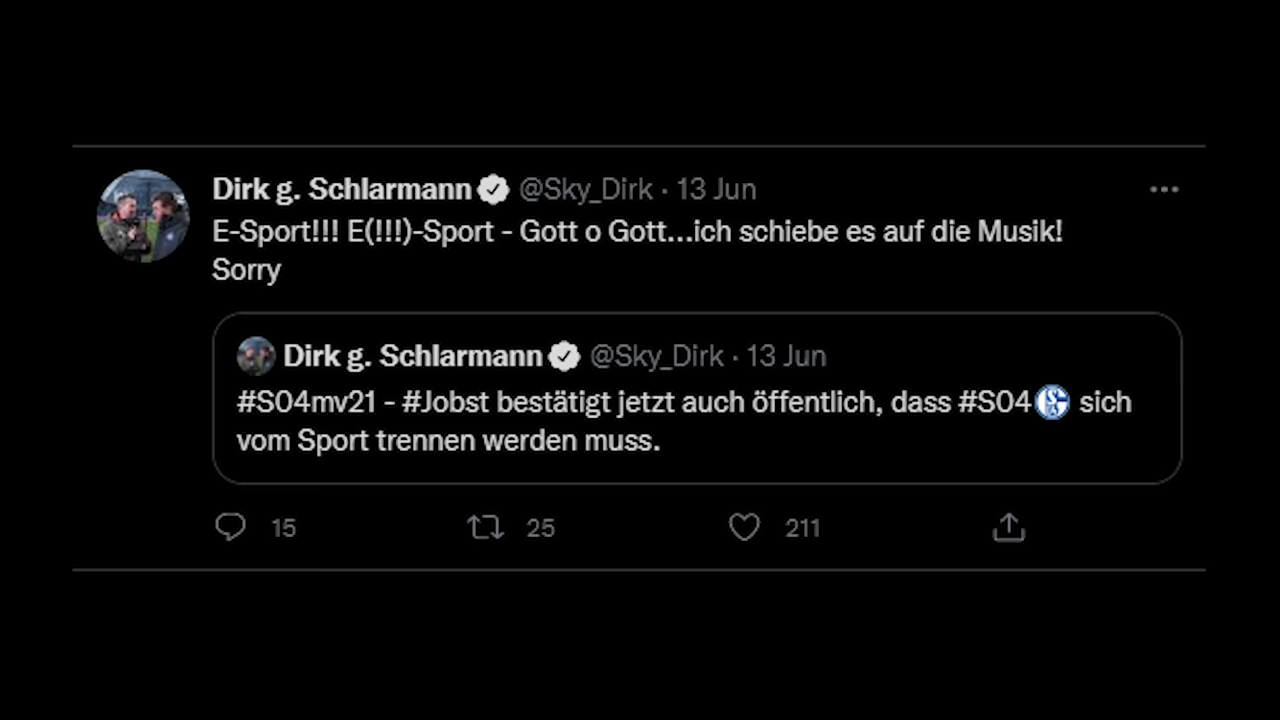 Dirk g. Schlarmann @Sky_Dirk · 13 Jun
E-Sport!!! E(!!!)-Sport - Gott o Gott...ich schiebe es auf die Musik!
Sorry
Dirk g. Schlarmann @Sky_Dirk · 13 Jun
#S04mv21 - #Jobst bestätigt jetzt auch öffentlich, dass #S04 sich
vom Sport trennen werden muss.
15 25 211